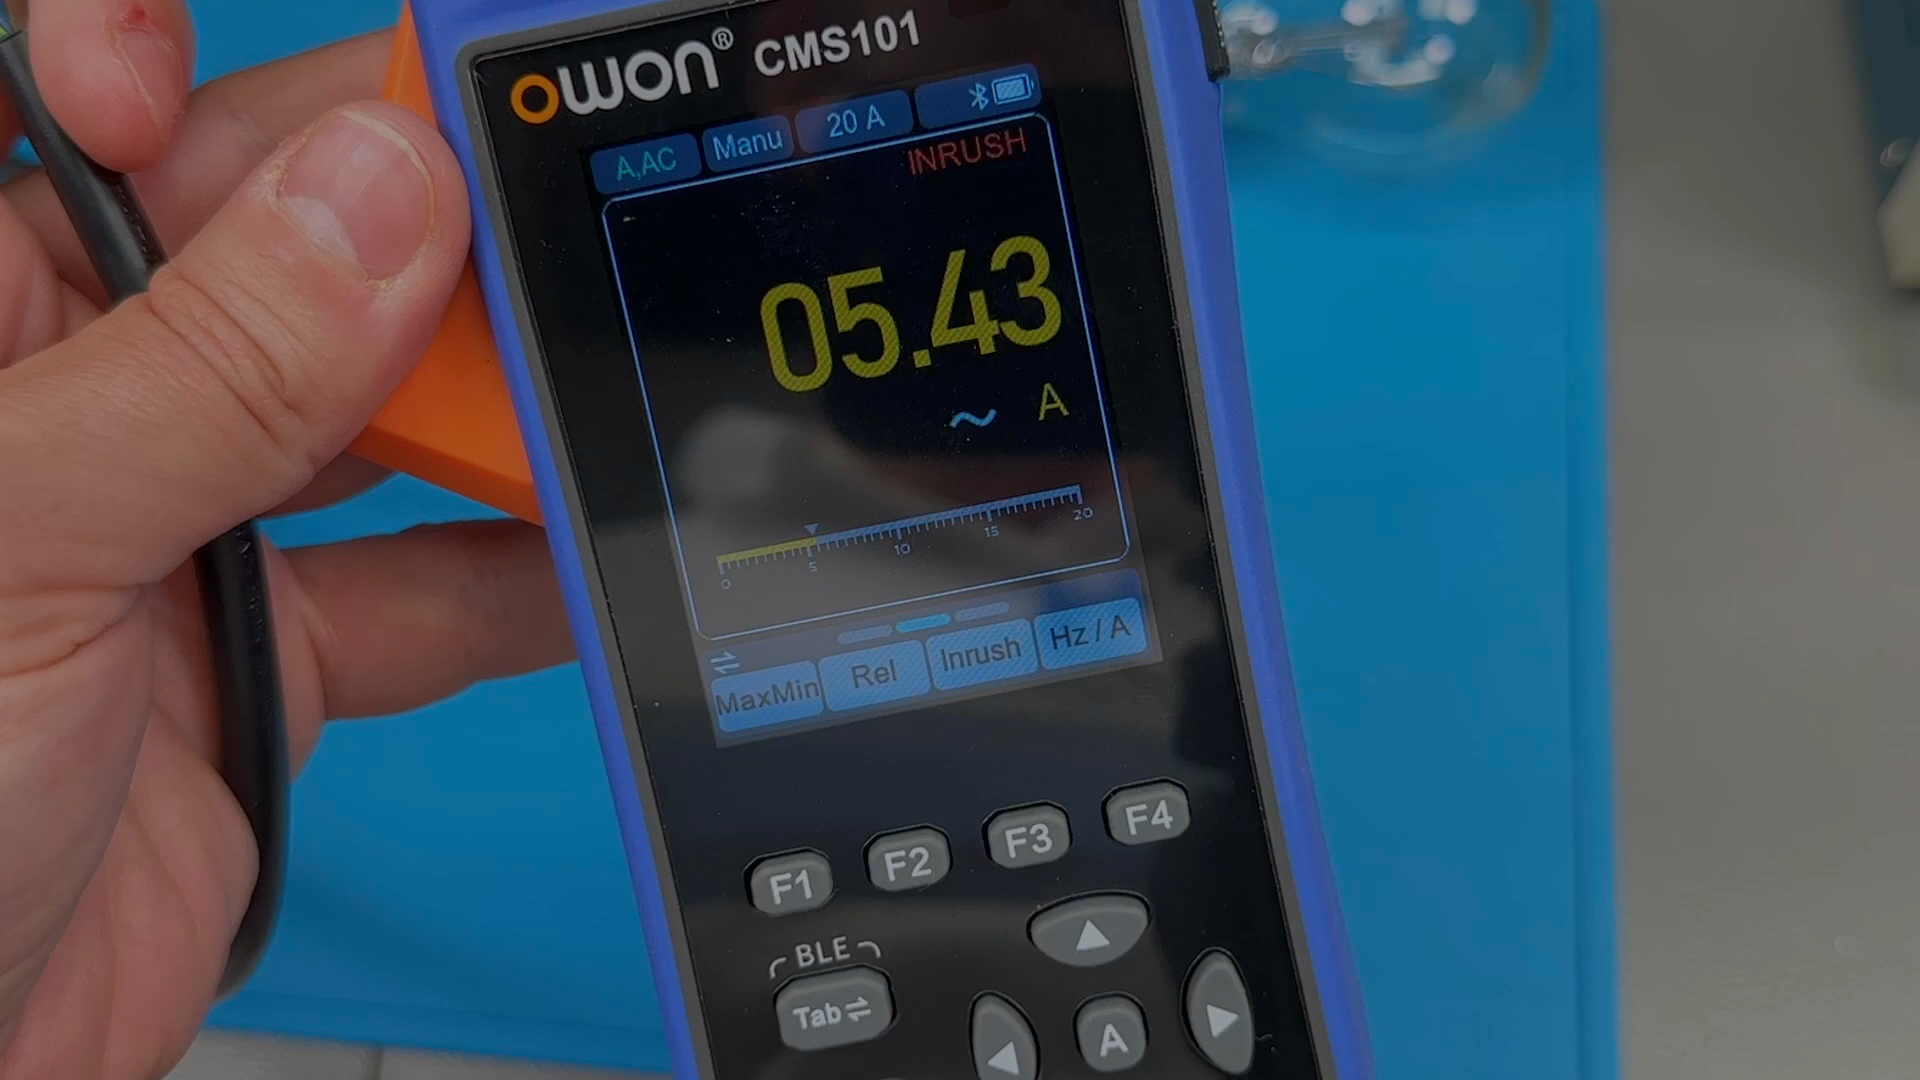 OWON® CMS101
A,AC Manu 20 A
INRUSH
05.43
~ A
0 5 10 15 20
MaxMin Rel Inrush Hz / A
F1 F2 F3 F4
BLE
Tab ⇌
A